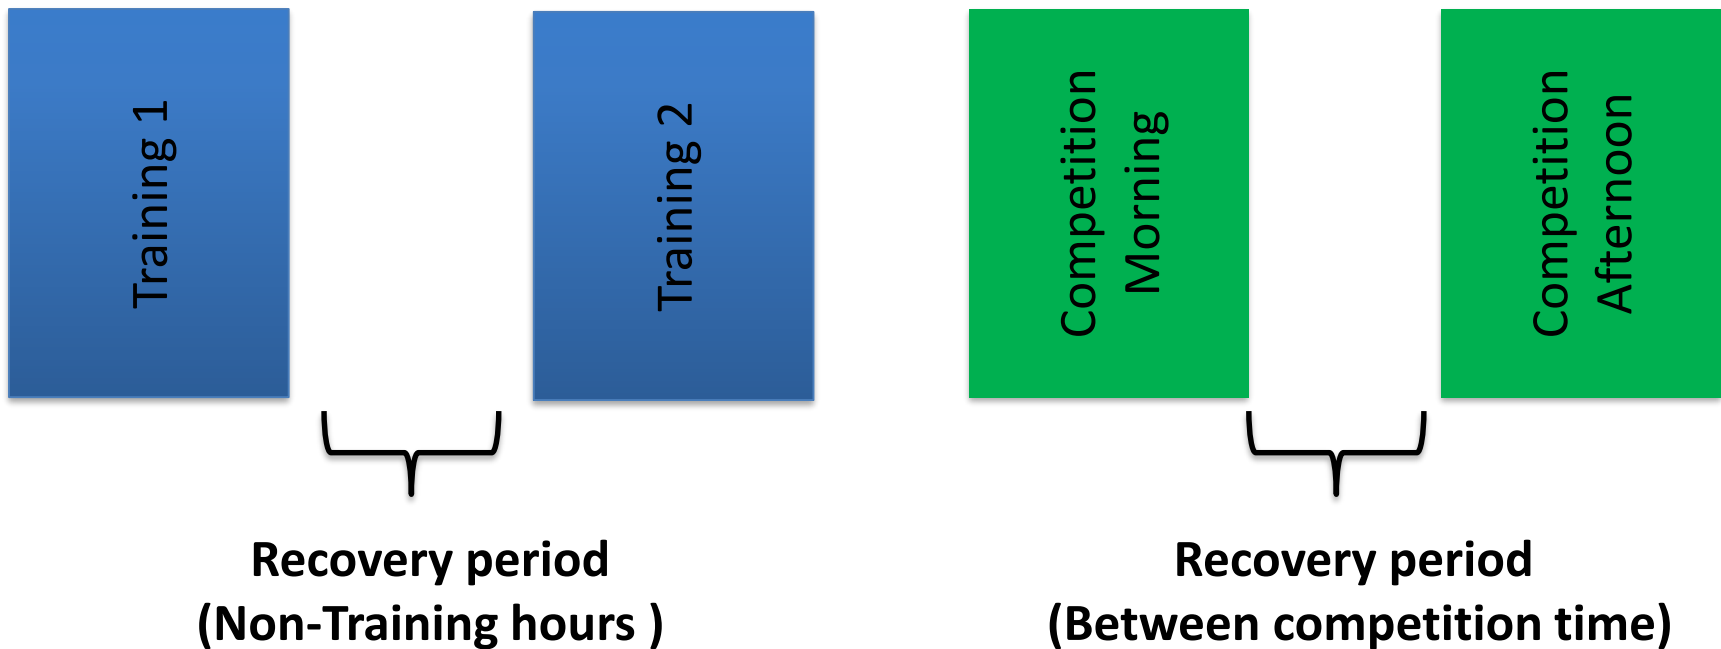 Training 1
Training 2
Competition
Morning
Competition
Afternoon
Recovery period
(Non-Training hours )
Recovery period
(Between competition time)